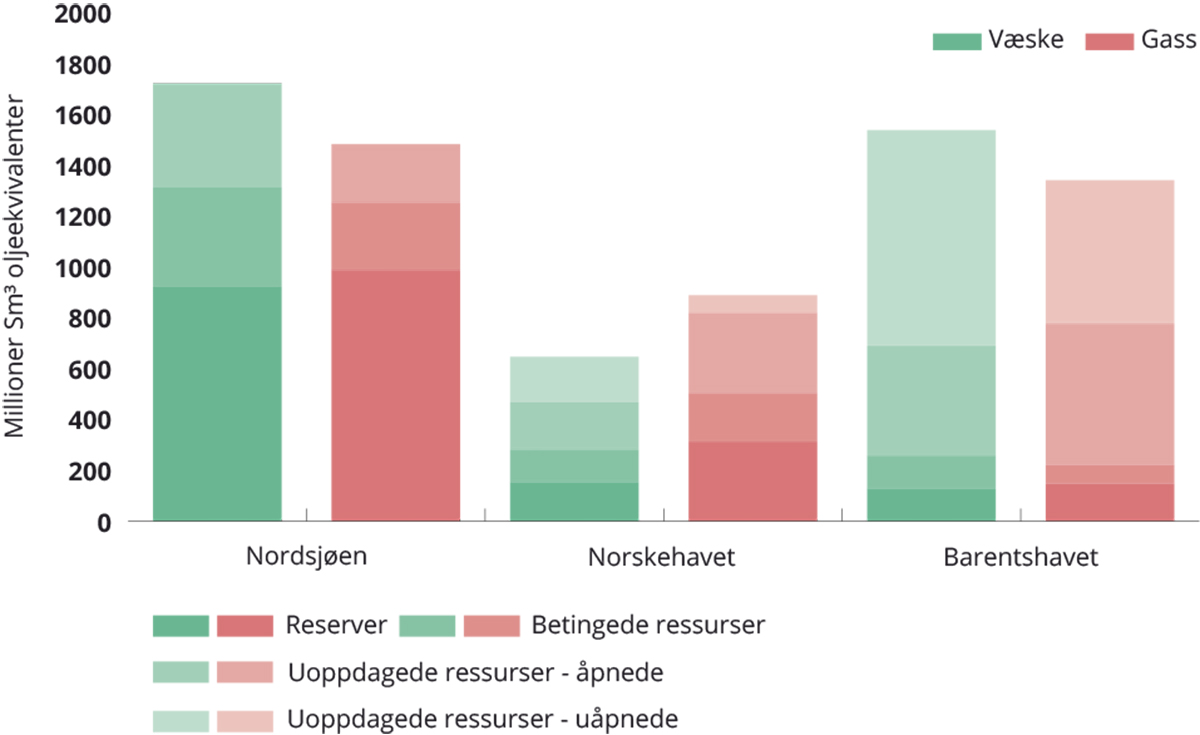 2000
1800
1600
1400
1200
1000
800
600
400
200
0
Millioner Sm³ oljeekvivalenter
Væske Gass
Nordsjøen Norskehavet Barentshavet
Reserver Betingede ressurser
Uoppdagede ressurser - åpnede
Uoppdagede ressurser - uåpnede